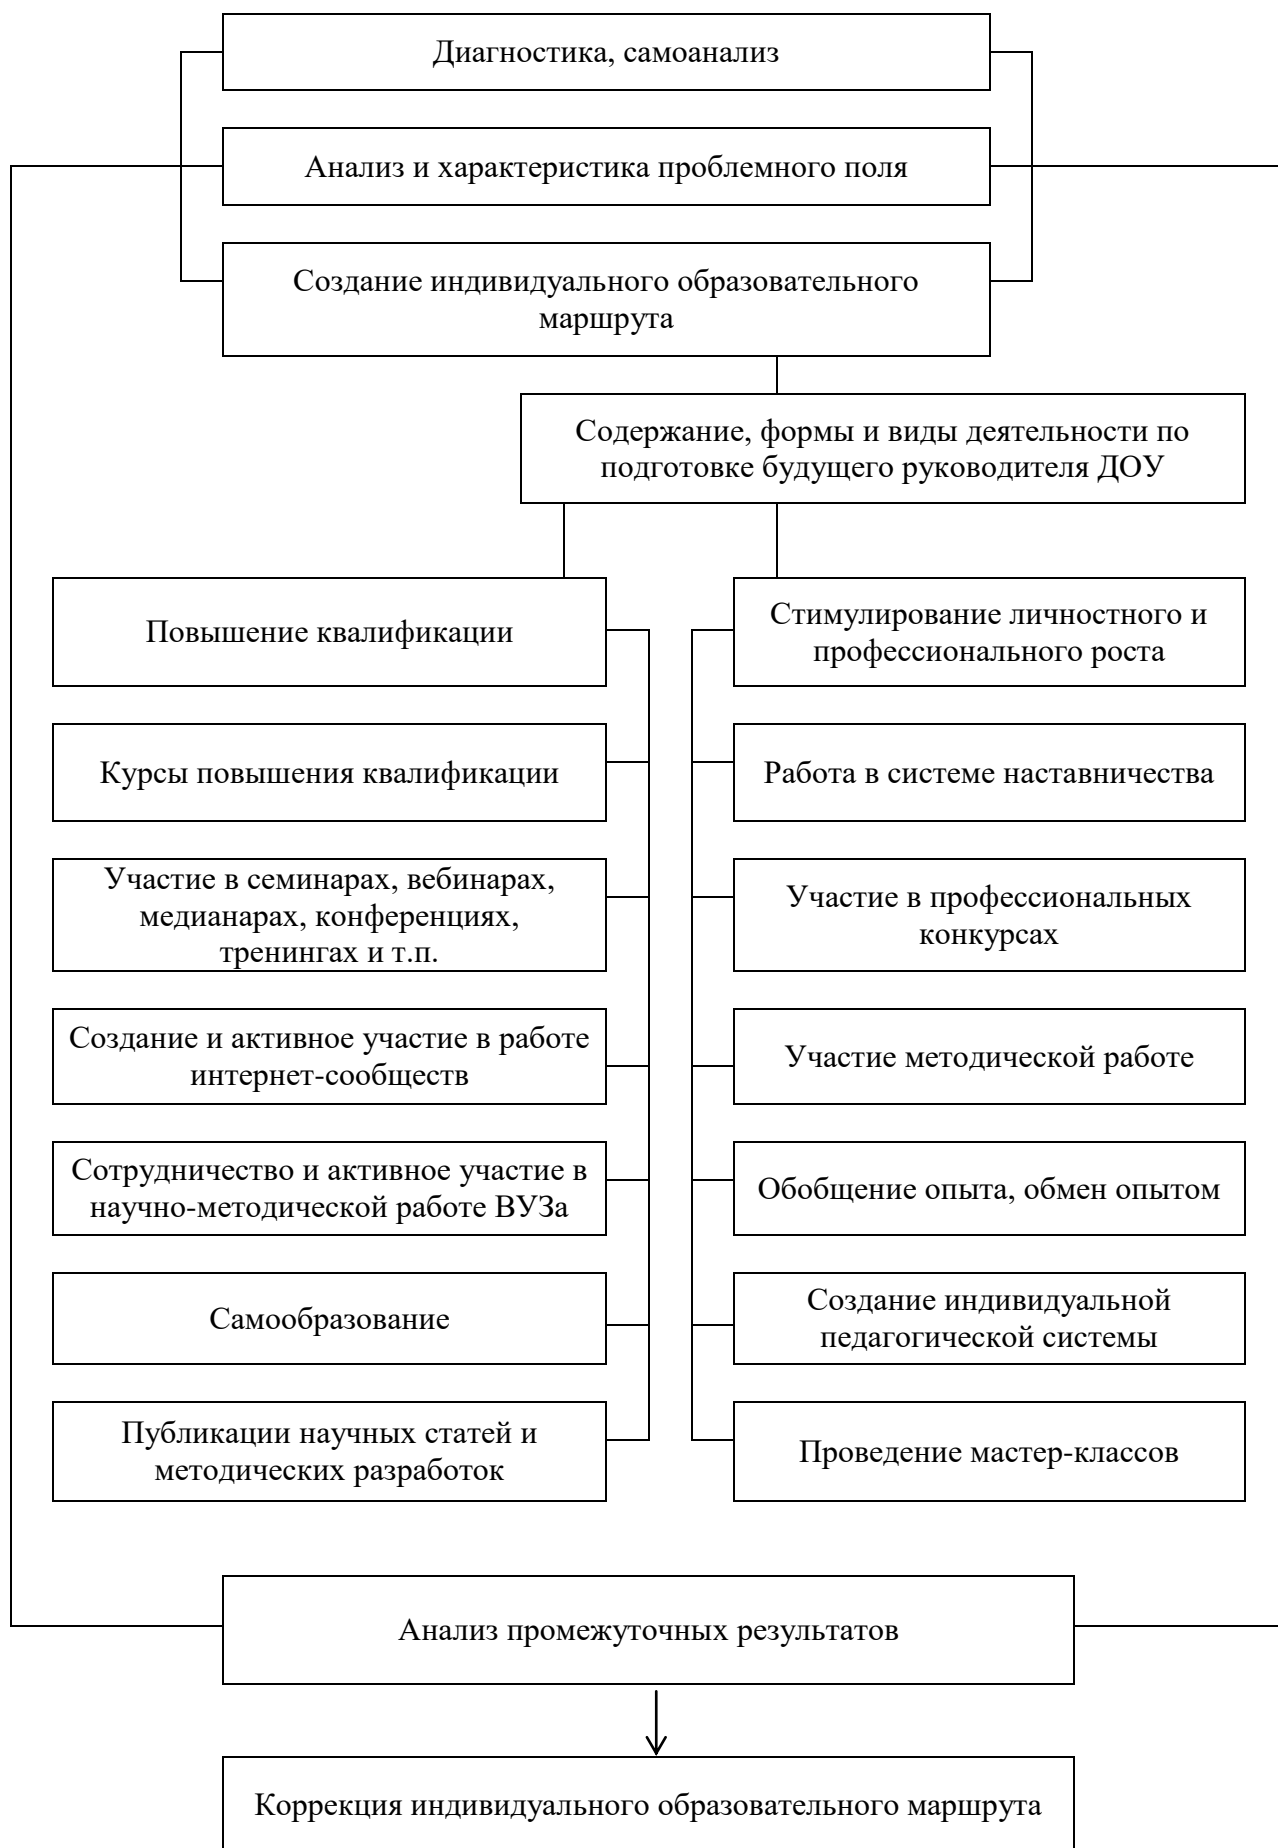 Диагностика, самоанализ
Анализ и характеристика проблемного поля
Создание индивидуального образовательного
маршрута
Содержание, формы и виды деятельности по
подготовке будущего руководителя ДОУ
Повышение квалификации
Курсы повышения квалификации
Участие в семинарах, вебинарах,
медианарах, конференциях,
тренингах и т.п.
Создание и активное участие в работе
интернет-сообществ
Сотрудничество и активное участие в
научно-методической работе ВУЗа
Самообразование
Публикации научных статей и
методических разработок
Стимулирование личностного и
профессионального роста
Работа в системе наставничества
Участие в профессиональных
конкурсах
Участие методической работе
Обобщение опыта, обмен опытом
Создание индивидуальной
педагогической системы
Проведение мастер-классов
Анализ промежуточных результатов
Коррекция индивидуального образовательного маршрута